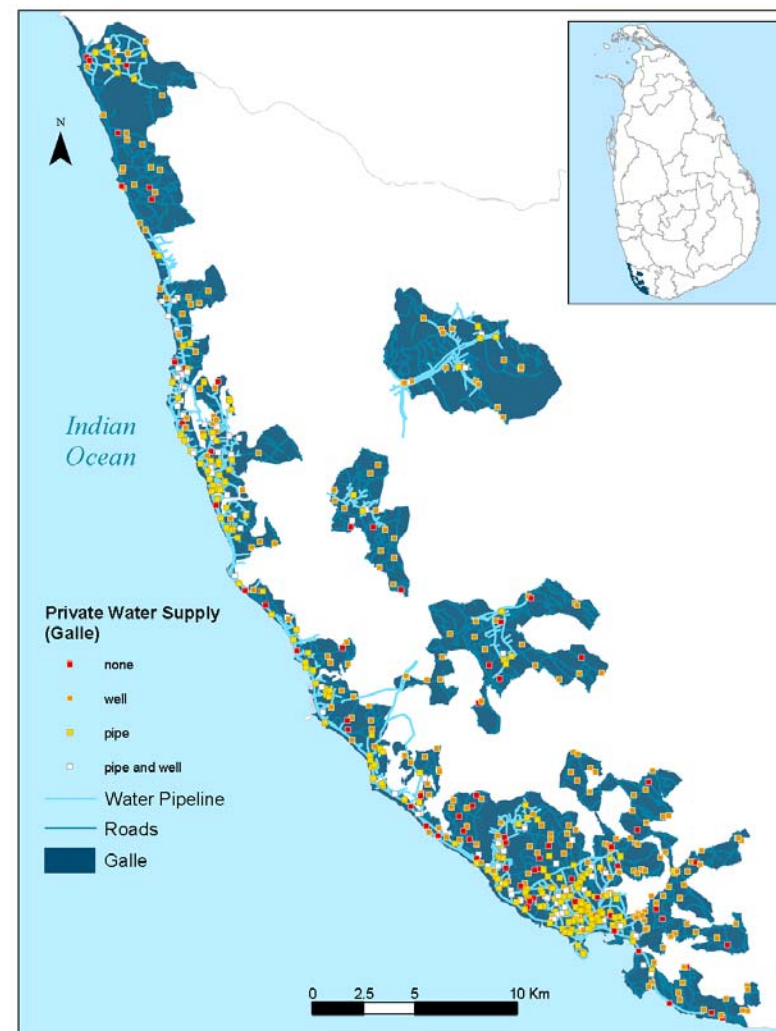 N
Indian
Ocean
Private Water Supply
(Galle)
none
well
pipe
pipe and well
Water Pipeline
Roads
Galle
0 2.5 5 10 Km